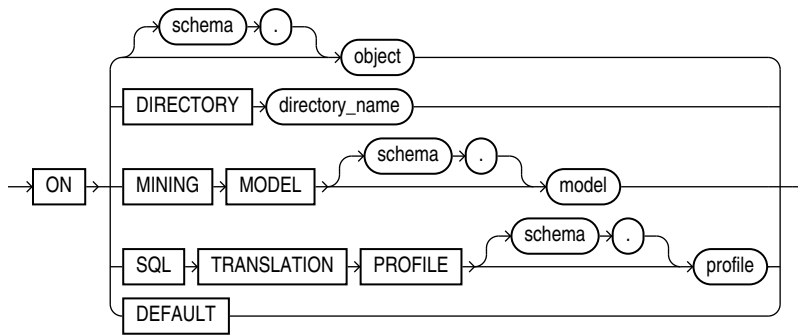 schema .
object
DIRECTORY directory_name
schema .
ON MINING MODEL model
schema .
SQL TRANSLATION PROFILE profile
DEFAULT